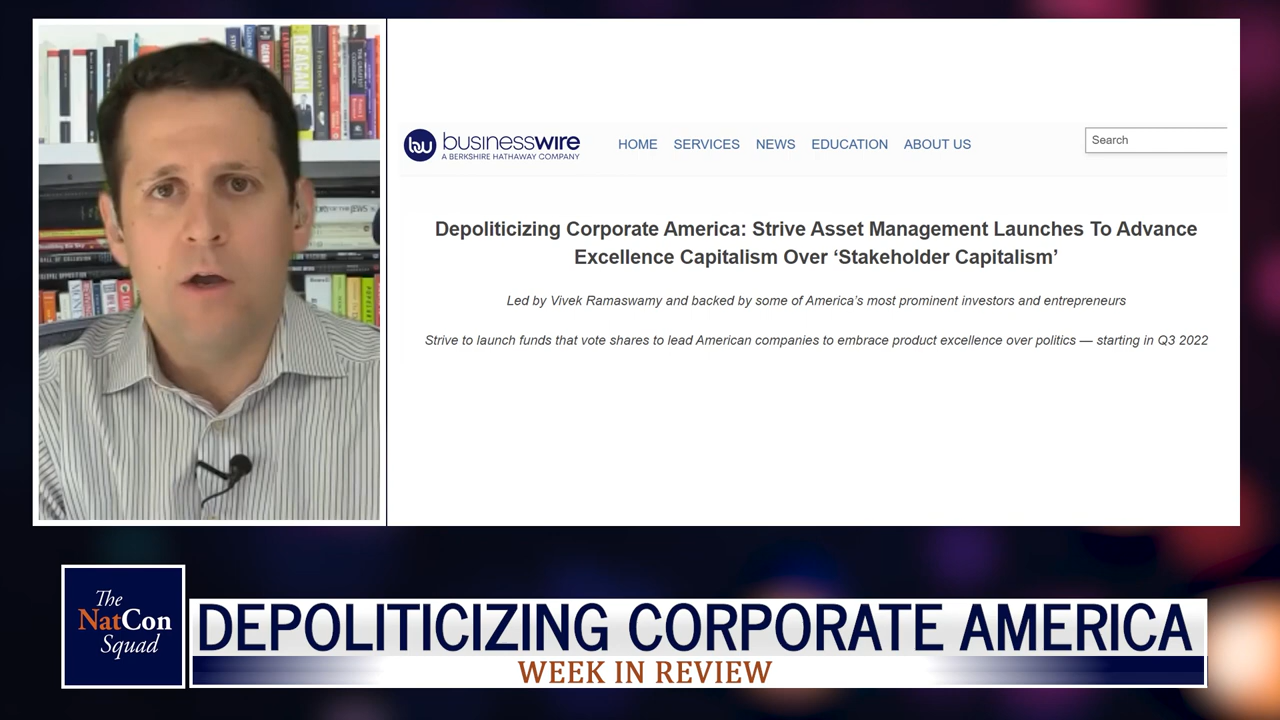 REAGAN
businesswire
A BERKSHIRE HATHAWAY COMPANY
HOME SERVICES NEWS EDUCATION ABOUT US
Search
Depoliticizing Corporate America: Strive Asset Management Launches To Advance
Excellence Capitalism Over ‘Stakeholder Capitalism’
Led by Vivek Ramaswamy and backed by some of America’s most prominent investors and entrepreneurs
Strive to launch funds that vote shares to lead American companies to embrace product excellence over politics — starting in Q3 2022
The
NatCon
Squad
DEPOLITICIZING CORPORATE AMERICA
WEEK IN REVIEW